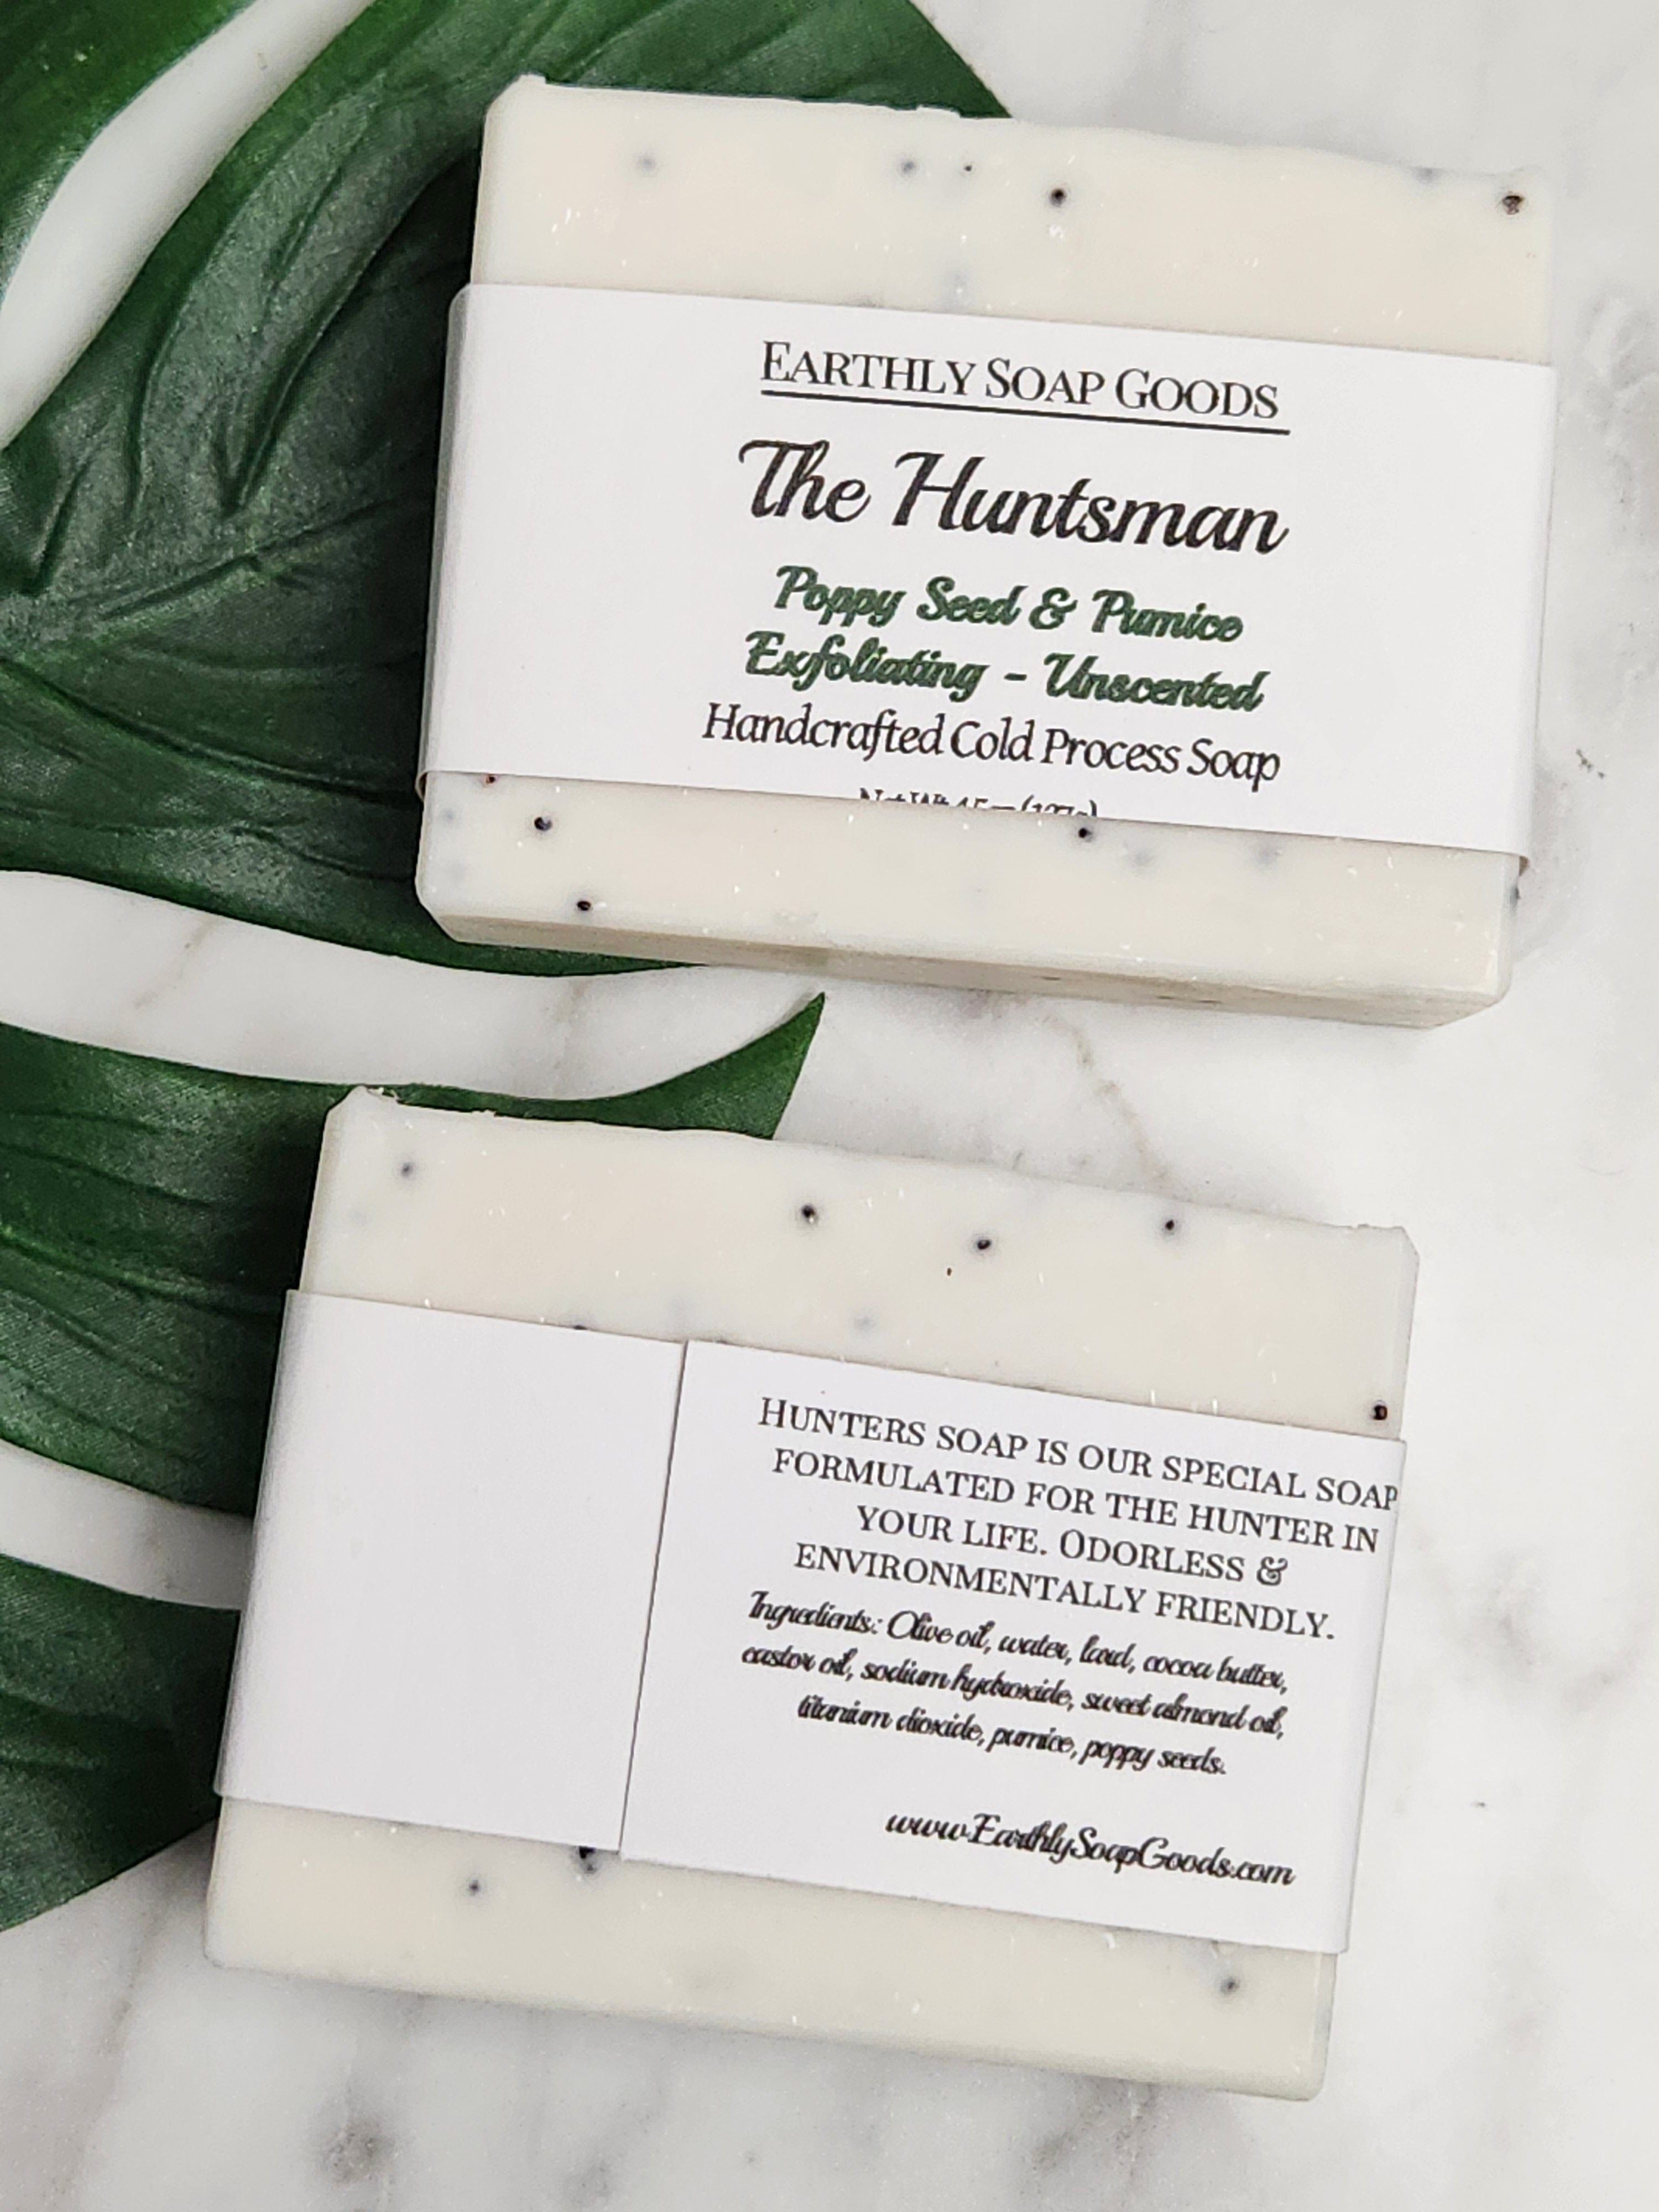 EARTHLY SOAP GOODS
The Huntsman
Poppy Seed & Pumice
Exfoliating - Unscented
Handcrafted Cold Process Soap
Net Wt
HUNTERS SOAP IS OUR SPECIAL SOAP
FORMULATED FOR THE HUNTER IN
YOUR LIFE. ODORLESS &
ENVIRONMENTALLY FRIENDLY.
Ingredients: Olive oil, water, lard, cocoa butter,
castor oil, sodium hydroxide, sweet almond oil,
titanium dioxide, pumice, poppy seeds.
www.EarthlySoapGoods.com